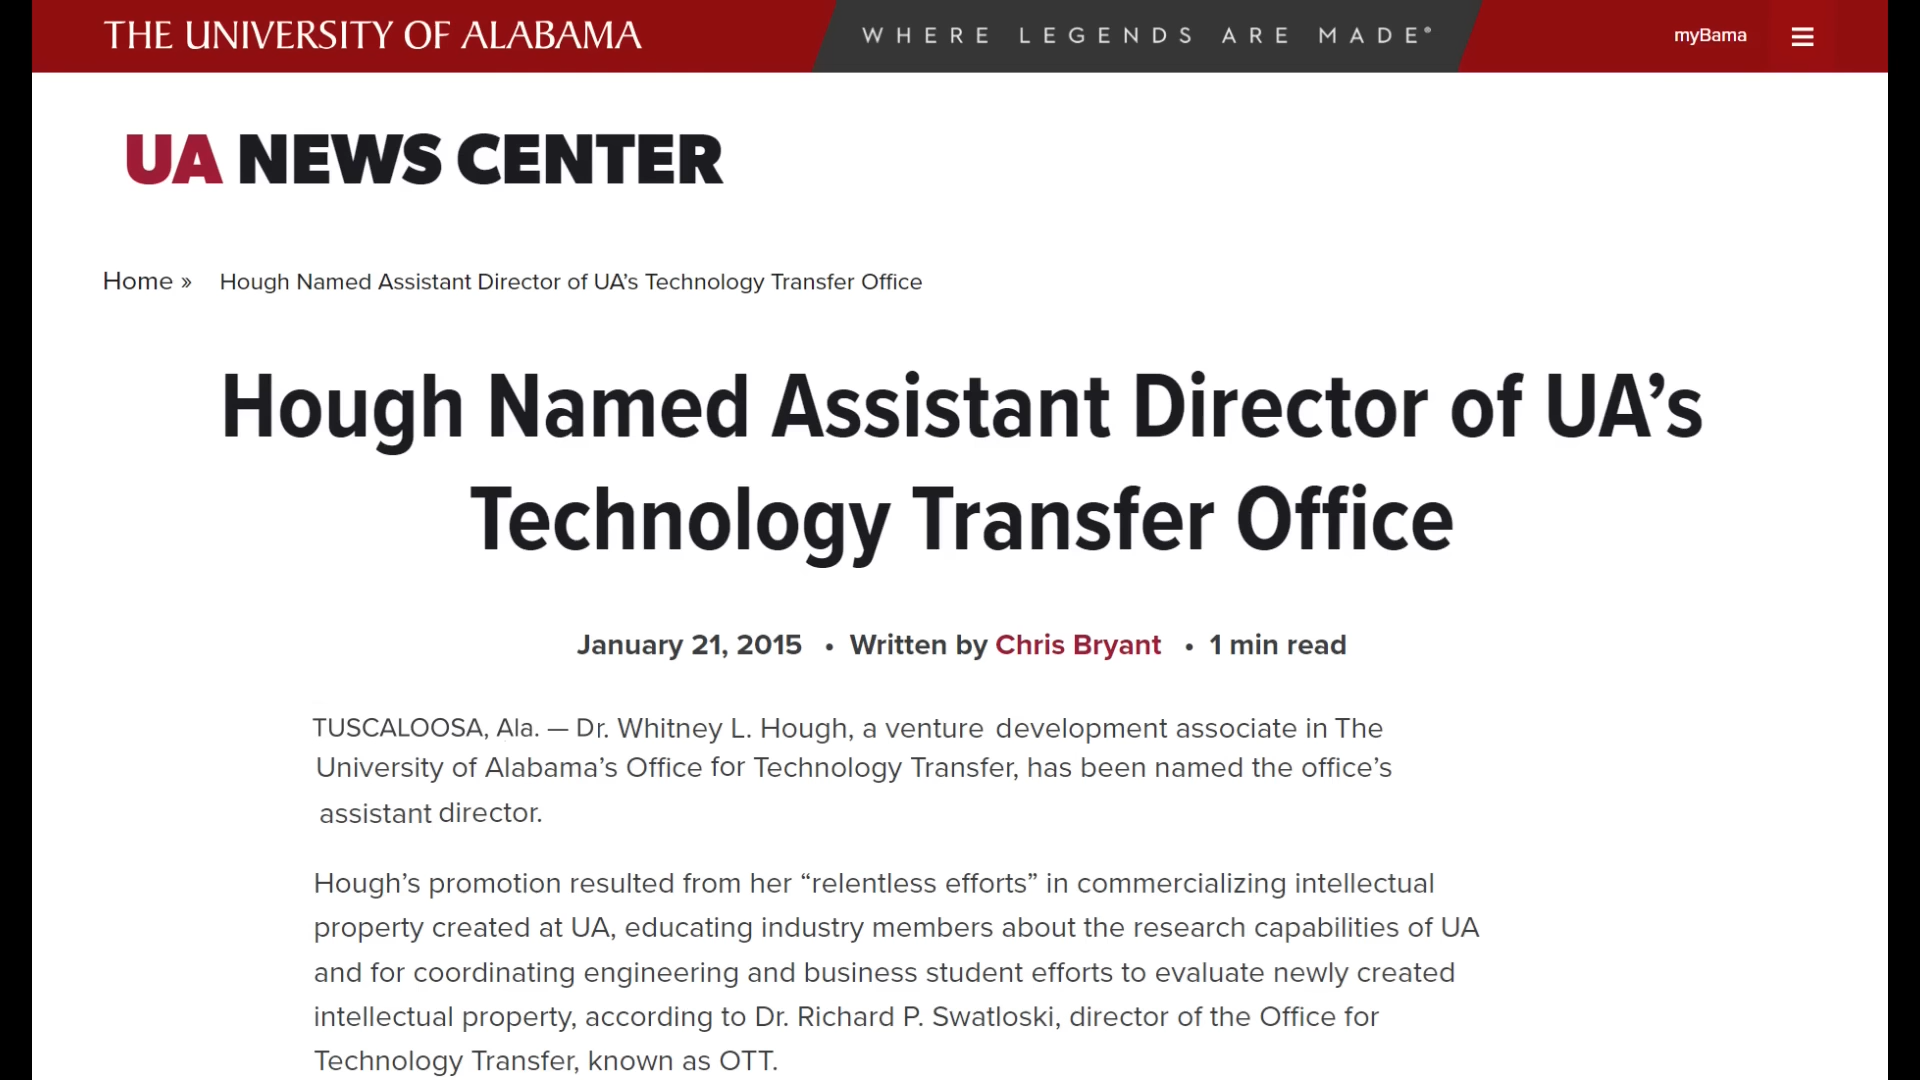 THE UNIVERSITY OF ALABAMA WHERE LEGENDS ARE MADE® myBama
UA NEWS CENTER
Home » Hough Named Assistant Director of UA’s Technology Transfer Office
Hough Named Assistant Director of UA’s
Technology Transfer Office
January 21, 2015 • Written by Chris Bryant • 1 min read
TUSCALOOSA, Ala. — Dr. Whitney L. Hough, a venture development associate in The
University of Alabama’s Office for Technology Transfer, has been named the office’s
assistant director.
Hough’s promotion resulted from her “relentless efforts” in commercializing intellectual
property created at UA, educating industry members about the research capabilities of UA
and for coordinating engineering and business student efforts to evaluate newly created
intellectual property, according to Dr. Richard P. Swatloski, director of the Office for
Technology Transfer, known as OTT.